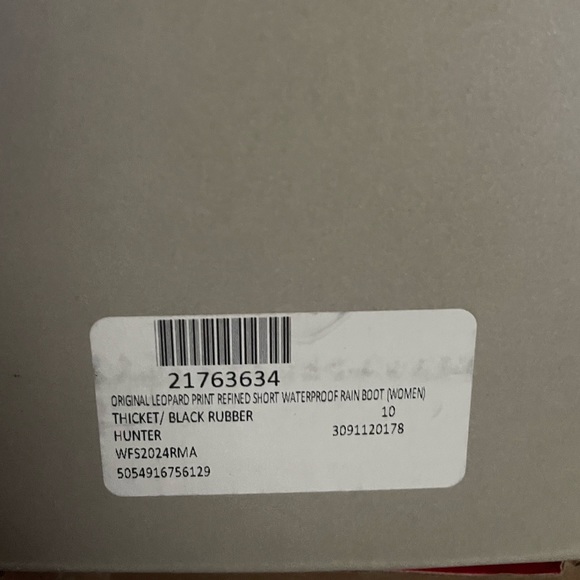 21763634
ORIGINAL LEOPARD PRINT REFINED SHORT WATERPROOF RAIN BOOT (WOMEN)
THICKET/ BLACK RUBBER 10
HUNTER 3091120178
WFS2024RMA
5054916756129